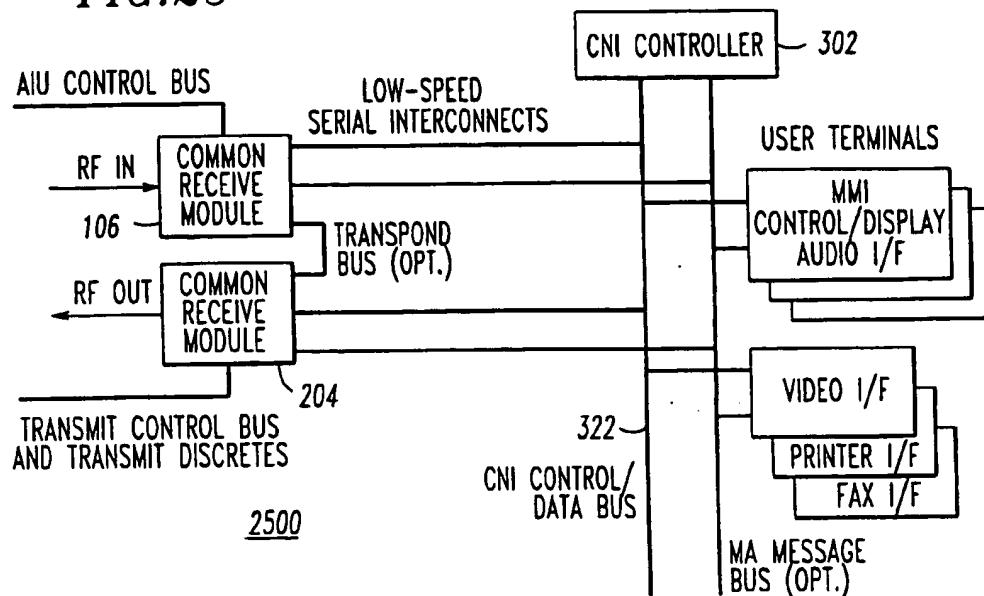 CNI CONTROLLER
302
AIU CONTROL BUS
LOW-SPEED
SERIAL INTERCONNECTS
USER TERMINALS
RF IN
COMMON
RECEIVE
MODULE
106
MMI
CONTROL/DISPLAY
AUDIO I/F
TRANSPOND
BUS (OPT.)
RF OUT
COMMON
RECEIVE
MODULE
204
VIDEO I/F
PRINTER I/F
FAX I/F
TRANSMIT CONTROL BUS
AND TRANSMIT DISCRETES
322
CNI CONTROL/
DATA BUS
2500
MA MESSAGE
BUS (OPT.)